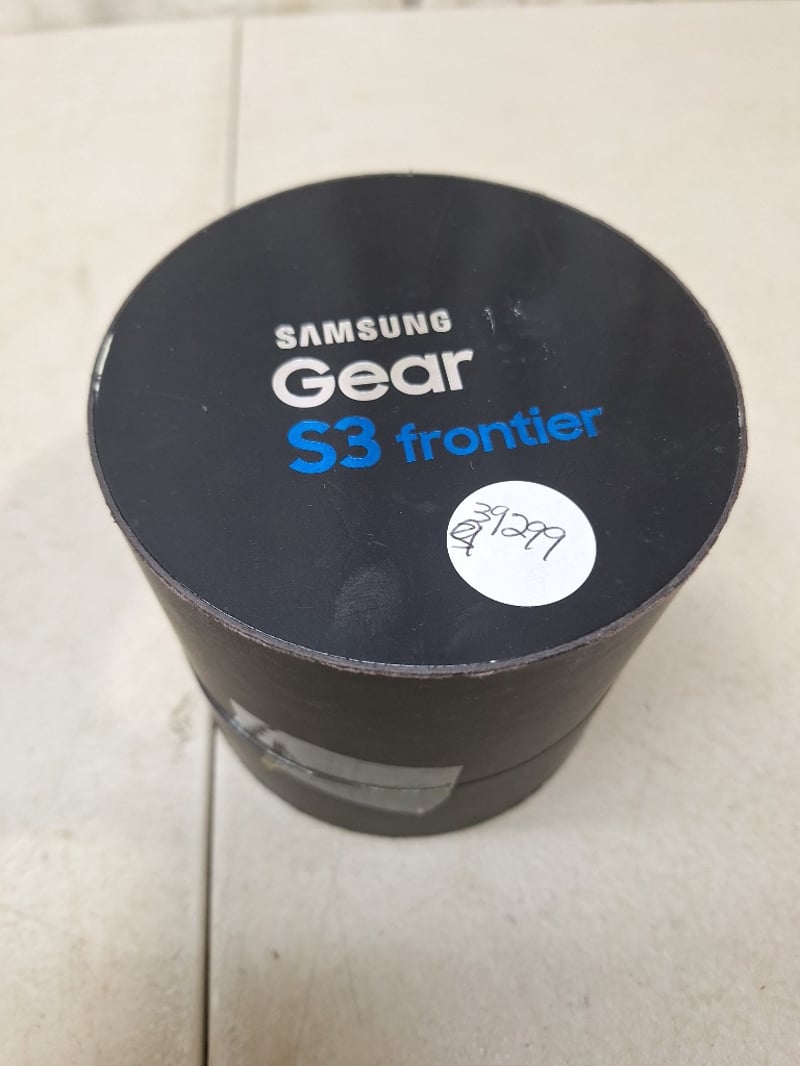 SAMSUNG
Gear
S3 frontier
39299